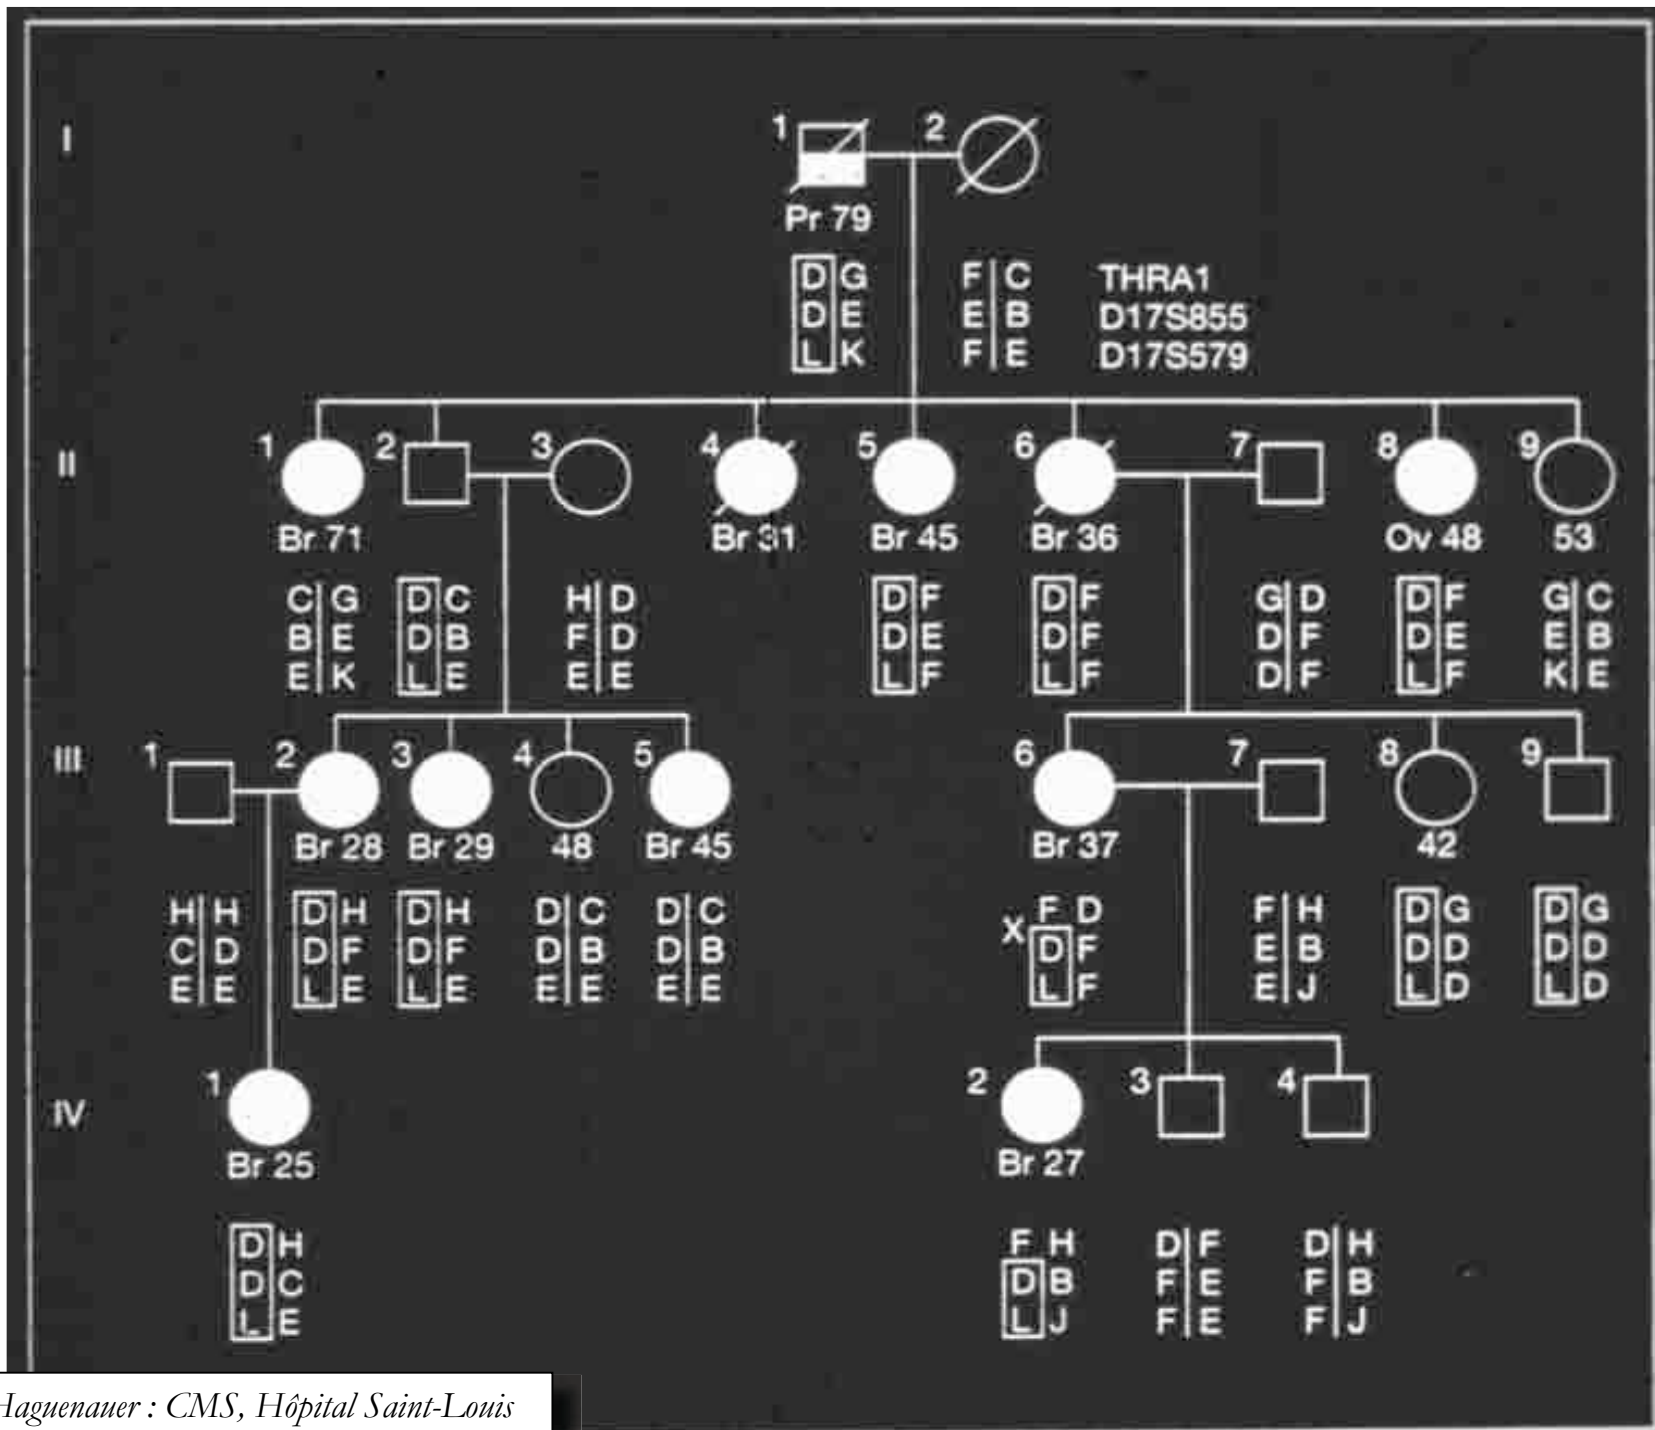 I
1 2
Pr 79
D G F C THRA1
D E E B D17S855
L K F E D17S579
II
1 2 3 4 5 6 7 8 9
Br 71 Br 31 Br 45 Br 36 Ov 48 53
C G D C H D D F D F G D D F G C
B E D B F D D E D F D F D E E B
E K L E E E L F L F D F L F K E
III
1 2 3 4 5 6 7 8 9
Br 28 Br 29 48 Br 45 Br 37 42
H H D H D H D C D C X F D F H D G D G
C D D F D F D B D B D F E B D D D D
E E L E L E E E E E L F E J L D L D
IV
1 2 3 4
Br 25 Br 27
D H F H D F D H
D C D B F E F B
L E L J F E F J
Haguenauer : CMS, Hôpital Saint-Louis